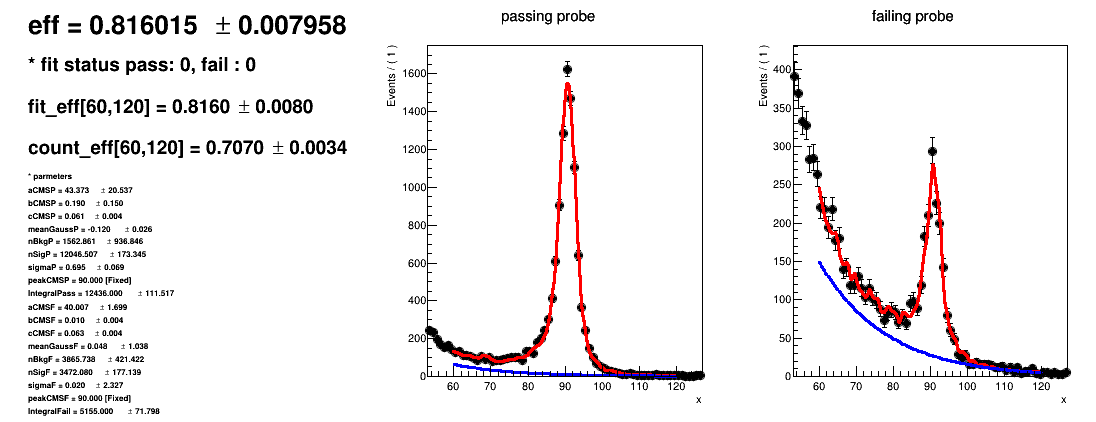 eff = 0.816015 ± 0.007958
* fit status pass: 0, fail : 0
fit_eff[60,120] = 0.8160 ± 0.0080
count_eff[60,120] = 0.7070 ± 0.0034
* parmeters
aCMSP = 43.373 ± 20.537
bCMSP = 0.190 ± 0.150
cCMSP = 0.061 ± 0.004
meanGaussP = -0.120 ± 0.026
nBkgP = 1562.861 ± 936.846
nSigP = 12046.507 ± 173.345
sigmaP = 0.695 ± 0.069
peakCMSP = 90.000 [Fixed]
IntegralPass = 12436.000 ± 111.517
aCMSF = 40.007 ± 1.699
bCMSF = 0.010 ± 0.004
cCMSF = 0.063 ± 0.004
meanGaussF = 0.048 ± 1.038
nBkgF = 3865.738 ± 421.422
nSigF = 3472.080 ± 177.139
sigmaF = 0.020 ± 2.327
peakCMSF = 90.000 [Fixed]
IntegralFail = 5155.000 ± 71.798
passing probe
Events / ( 1 )
1600
1400
1200
1000
800
600
400
200
0
60 70 80 90 100 110 120
x
failing probe
Events / ( 1 )
400
350
300
250
200
150
100
50
0
60 70 80 90 100 110 120
x